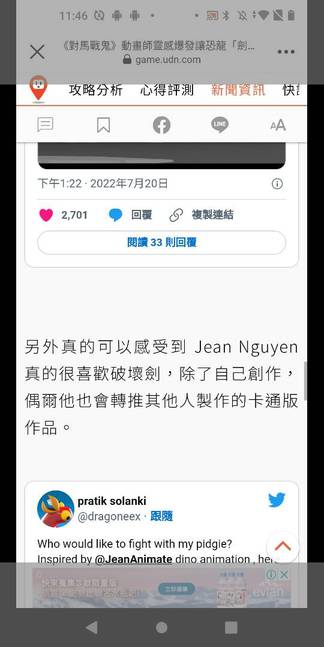 11:46
《對馬戰鬼》動畫師靈感爆發讓恐龍「劍...
game.udn.com
攻略分析 心得評測 新聞資訊 快
下午1:22 · 2022年7月20日
2,701 回覆 複製連結
閱讀 33 則回覆
另外真的可以感受到 Jean Nguyen
真的很喜歡破壞劍，除了自己創作，
偶爾他也會轉推其他人製作的卡通版
作品。
pratik solanki
@dragoneex · 跟隨
Who would like to fight with my pidgie?
Inspired by @JeanAnimate dino animation , her
立即試用
evian